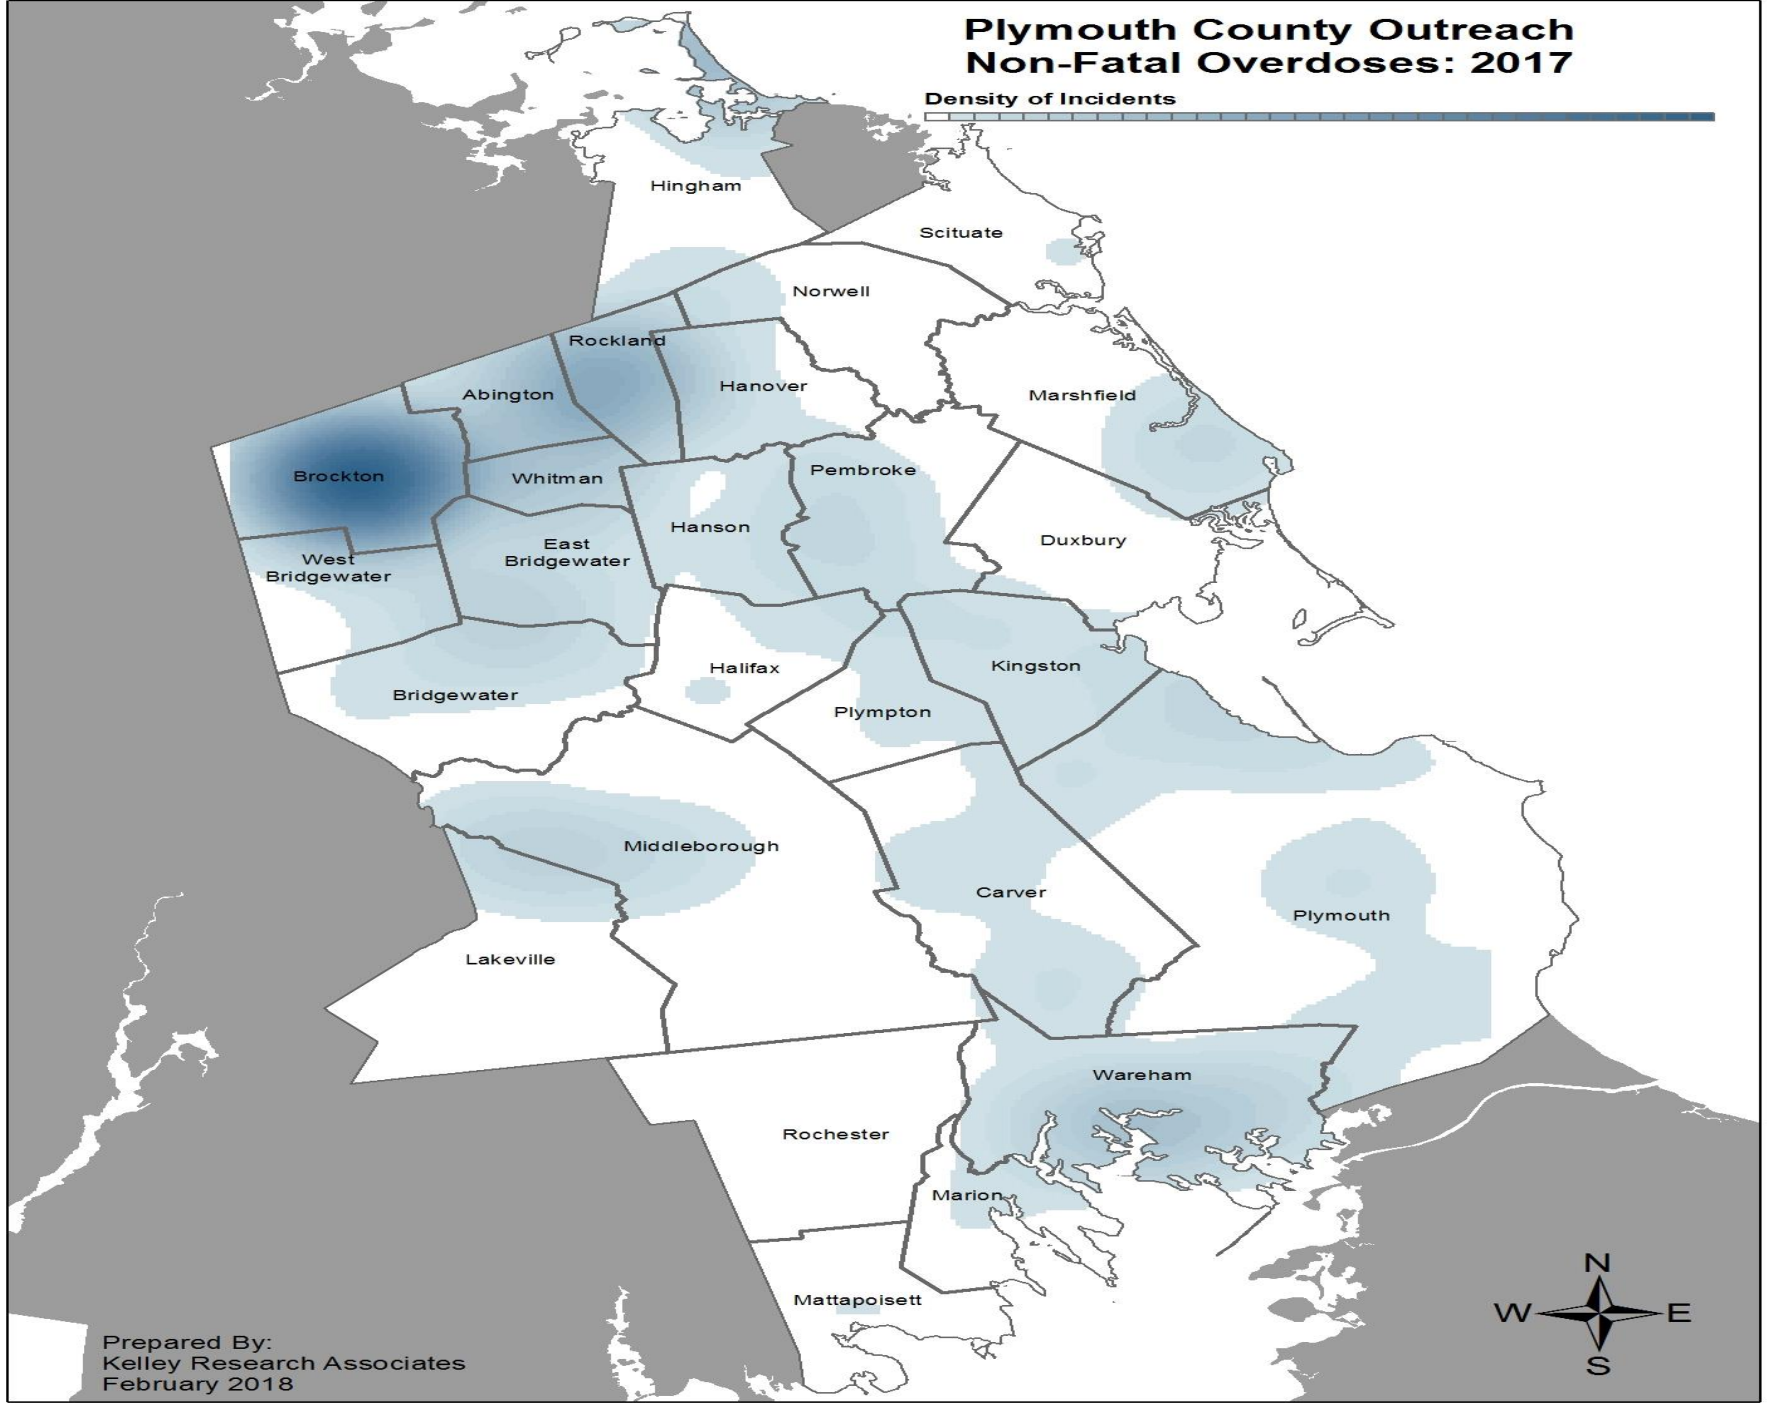 Plymouth County Outreach
Non-Fatal Overdoses: 2017
Density of Incidents
Hingham
Scituate
Norwell
Rockland
Hanover
Abington
Marshfield
Brockton
Whitman
Pembroke
Hanson
Duxbury
East
Bridgewater
West
Bridgewater
Halifax
Kingston
Bridgewater
Plympton
Middleborough
Carver
Plymouth
Lakeville
Wareham
Rochester
Marion
Mattapoisett
N
W
E
S
Prepared By:
Kelley Research Associates
February 2018